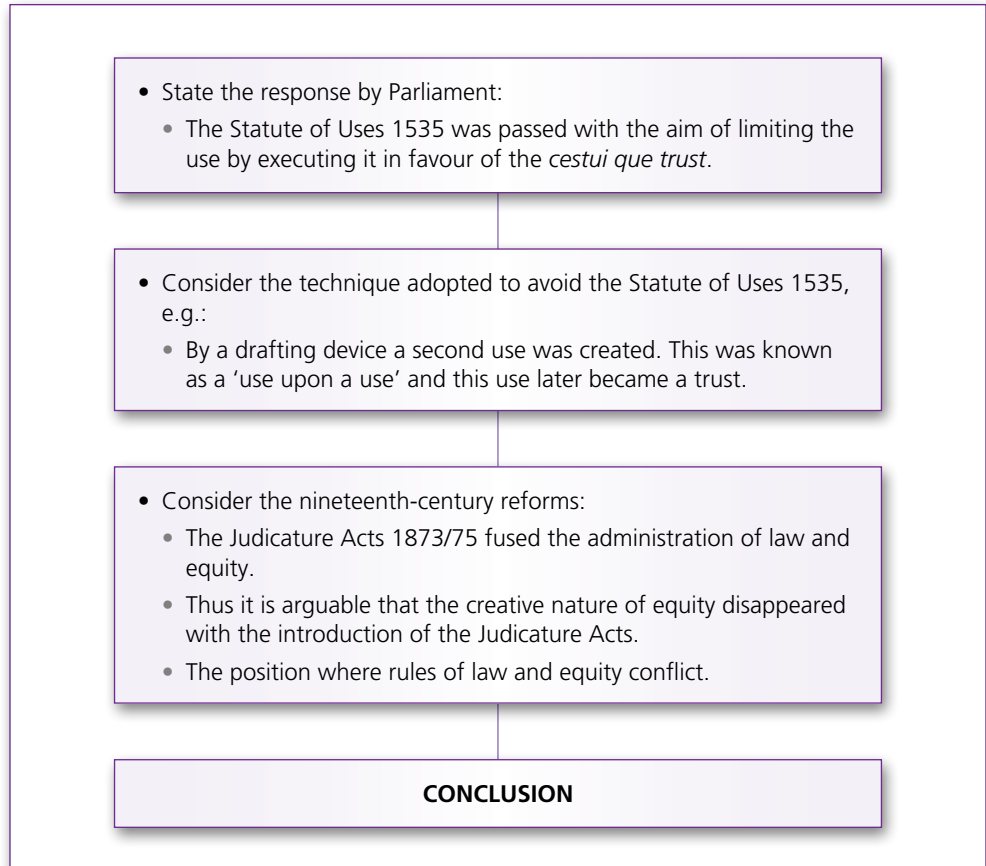 • State the response by Parliament:
• The Statute of Uses 1535 was passed with the aim of limiting the
use by executing it in favour of the cestui que trust.
• Consider the technique adopted to avoid the Statute of Uses 1535,
e.g.:
• By a drafting device a second use was created. This was known
as a ‘use upon a use’ and this use later became a trust.
• Consider the nineteenth-century reforms:
• The Judicature Acts 1873/75 fused the administration of law and
equity.
• Thus it is arguable that the creative nature of equity disappeared
with the introduction of the Judicature Acts.
• The position where rules of law and equity conflict.
CONCLUSION